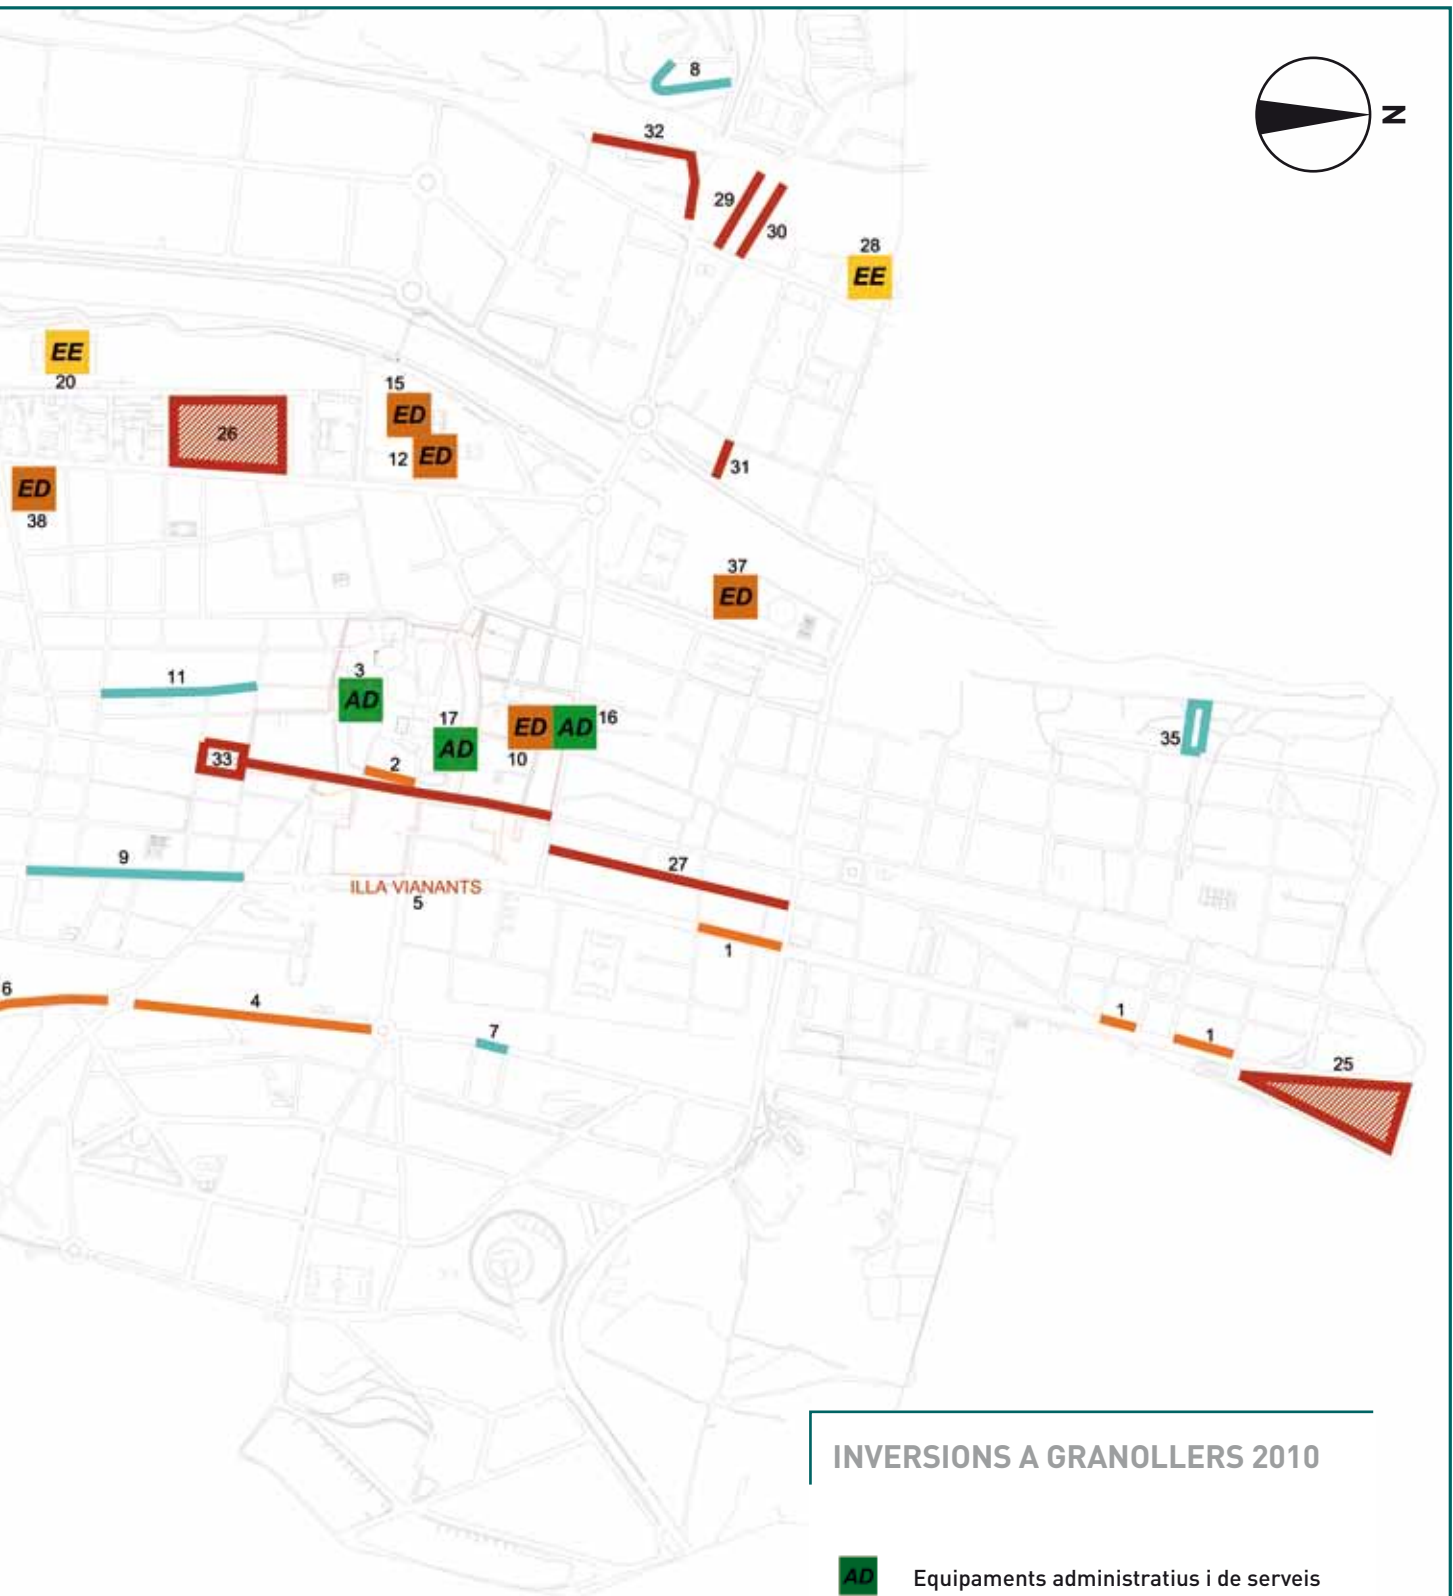 8
32
N
29
30
28
EE
EE
20
15
ED
26
12 ED
31
ED
38
37
ED
11
3
AD
17
AD
ED AD 16
10
35
33
2
9
27
ILLA VIANANTS
5
1
6
4
7
1
1
25
INVERSIONS A GRANOLLERS 2010
AD Equipaments administratius i de serveis